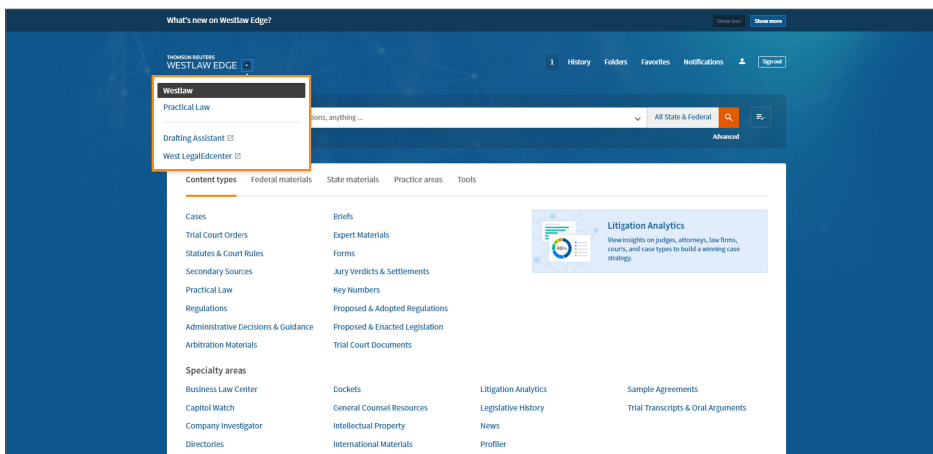 What's new on Westlaw Edge?
Show less Show more
THOMSON REUTERS
WESTLAW EDGE
1 History Folders Favorites Notifications Sign out
Westlaw
Practical Law
Drafting Assistant
West LegalEdcenter
ions, anything ...
All State & Federal
Advanced
Content types Federal materials State materials Practice areas Tools
Cases
Trial Court Orders
Statutes & Court Rules
Secondary Sources
Practical Law
Regulations
Administrative Decisions & Guidance
Arbitration Materials
Briefs
Expert Materials
Forms
Jury Verdicts & Settlements
Key Numbers
Proposed & Adopted Regulations
Proposed & Enacted Legislation
Trial Court Documents
48%
Litigation Analytics
View insights on judges, attorneys, law firms,
courts, and case types to build a winning case
strategy.
Specialty areas
Business Law Center
Capitol Watch
Company Investigator
Directories
Dockets
General Counsel Resources
Intellectual Property
International Materials
Litigation Analytics
Legislative History
News
Profiler
Sample Agreements
Trial Transcripts & Oral Arguments